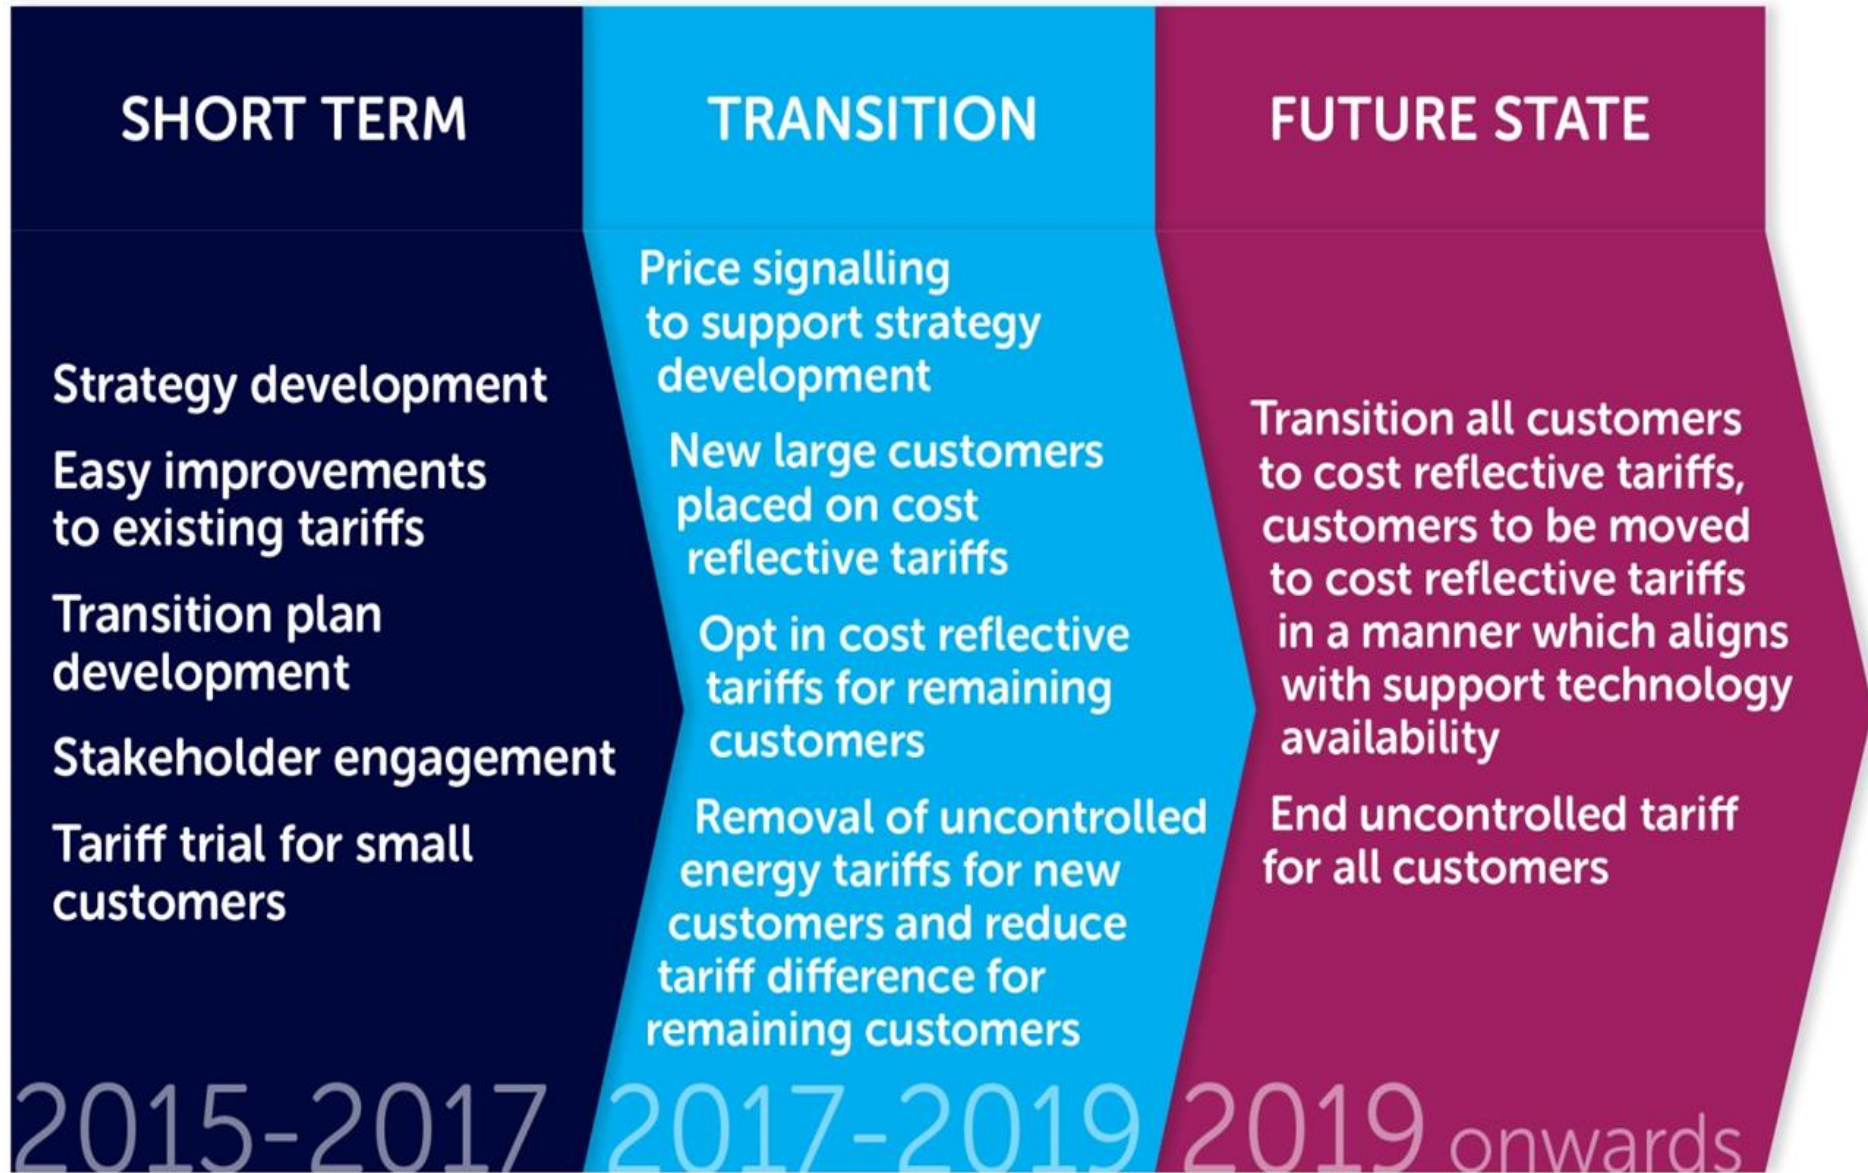 SHORT TERM
Strategy development
Easy improvements
to existing tariffs
Transition plan
development
Stakeholder engagement
Tariff trial for small
customers
2015-2017
TRANSITION
Price signalling
to support strategy
development
New large customers
placed on cost
reflective tariffs
Opt in cost reflective
tariffs for remaining
customers
Removal of uncontrolled
energy tariffs for new
customers and reduce
tariff difference for
remaining customers
2017-2019
FUTURE STATE
Transition all customers
to cost reflective tariffs,
customers to be moved
to cost reflective tariffs
in a manner which aligns
with support technology
availability
End uncontrolled tariff
for all customers
2019 onwards